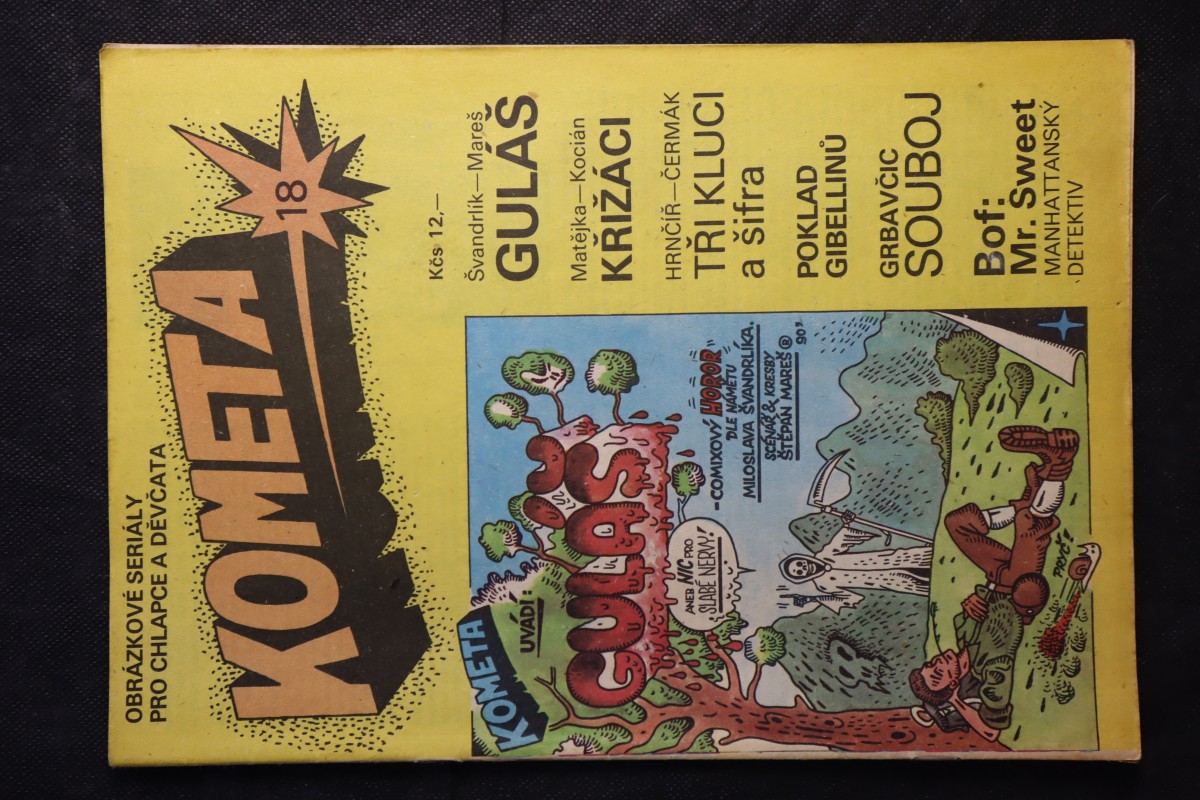 OBRÁZKOVÉ SERIÁLY
PRO CHLAPCE A DĚVČATA
KOMETA
18
Kčs 12,–
Švandrlík—Mareš
GULÁŠ
Matějka—Kocián
KŘIŽÁCI
HRNČÍŘ—ČERMÁK
TŘI KLUCI
a šifra
POKLAD
GIBELLINŮ
GRBAVČIC
SOUBOJ
Bof:
Mr. Sweet
MANHATTANSKÝ
DETEKTIV
KOMETA
UVÁDÍ:
GULÁŠ
ANEB NIC PRO
SLABÉ NERVY!
-COMIXOVÝ HOROR"
DLE NÁMĚTU
MILOSLAVA ŠVANDRLÍKA.
SCÉNÁŘ & KRESBY
ŠTĚPÁN MAREŠ ®
90'.
PROČ?